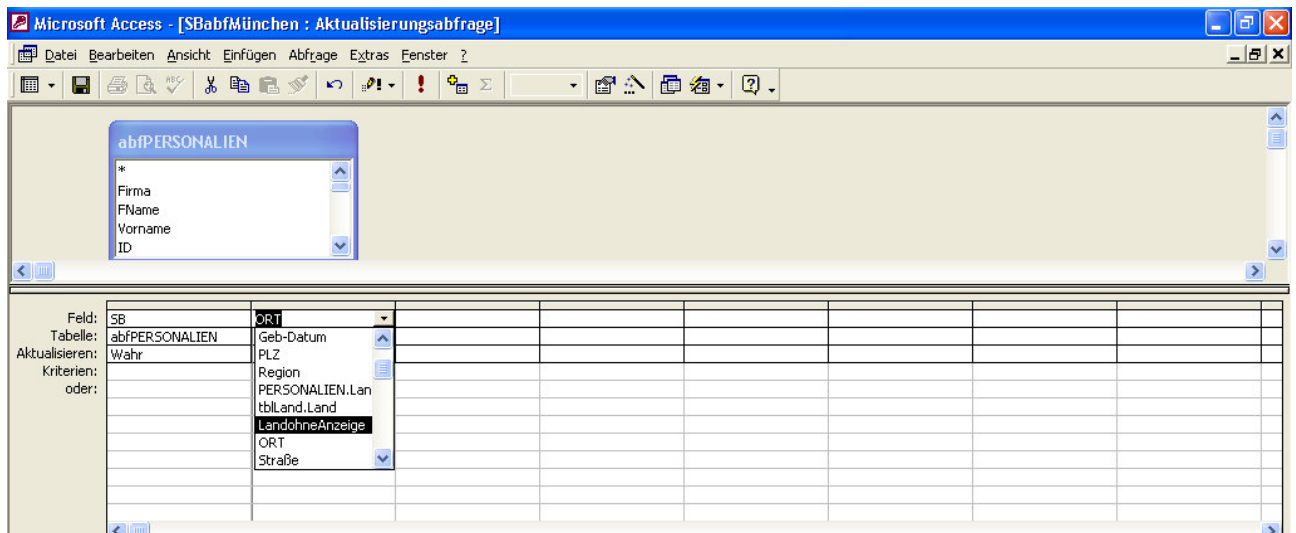 Microsoft Access - [SBabfMünchen : Aktualisierungsabfrage]
Datei Bearbeiten Ansicht Einfügen Abfrage Extras Fenster ?
abfPERSONALIEN
*
Firma
FName
Vorname
ID
Feld: SB ORT
Tabelle: abfPERSONALIEN Geb-Datum
Aktualisieren: Wahr PLZ
Kriterien: Region
oder: PERSONALIEN.Lan
tblLand.Land
LandohneAnzeige
ORT
Straße